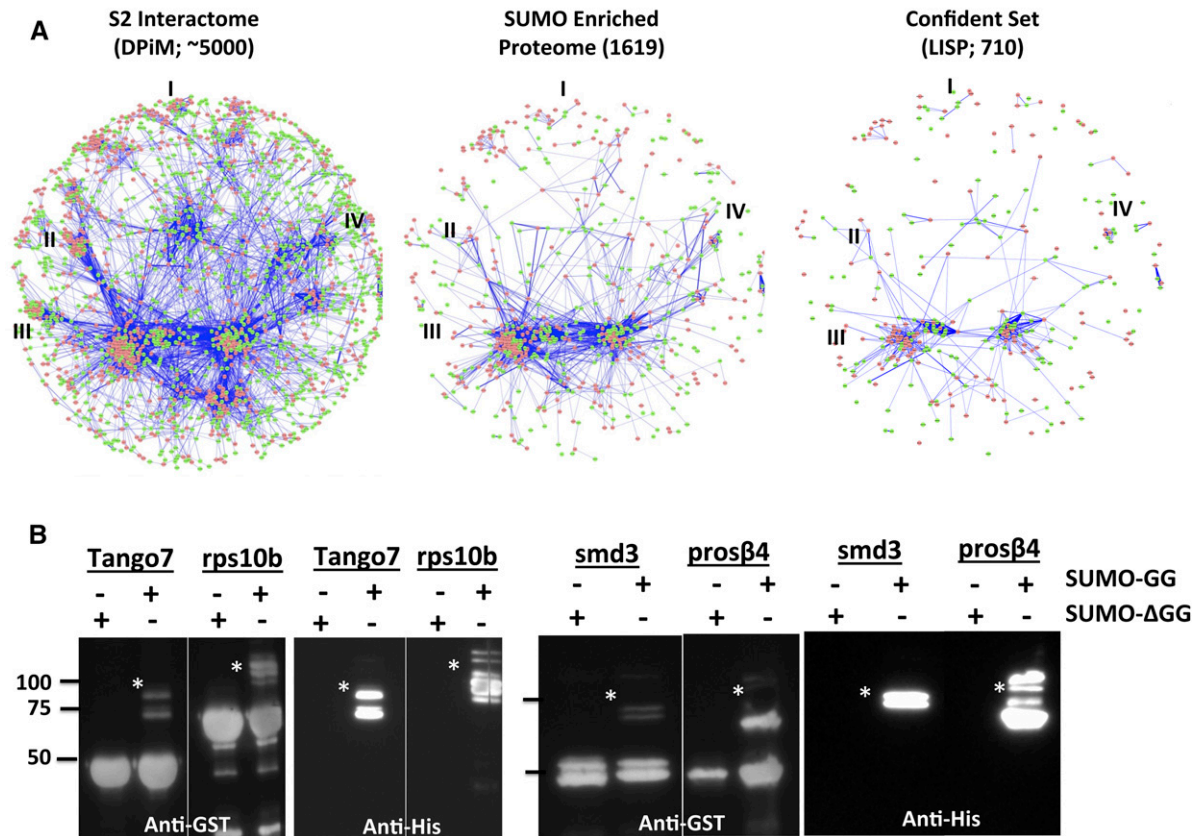 A
S2 Interactome
(DPiM; ~5000)
SUMO Enriched
Proteome (1619)
Confident Set
(LISP; 710)
I
II
III
IV
I
II
III
IV
I
II
III
IV
B
Tango7 rps10b Tango7 rps10b smd3 prosβ4 smd3 prosβ4
- + - + - + - + - + - + - + - + SUMO-GG
+ - + - + - + - + - + - + - + - SUMO-ΔGG
100
75
50
* * * * * * * *
Anti-GST Anti-His Anti-GST Anti-His